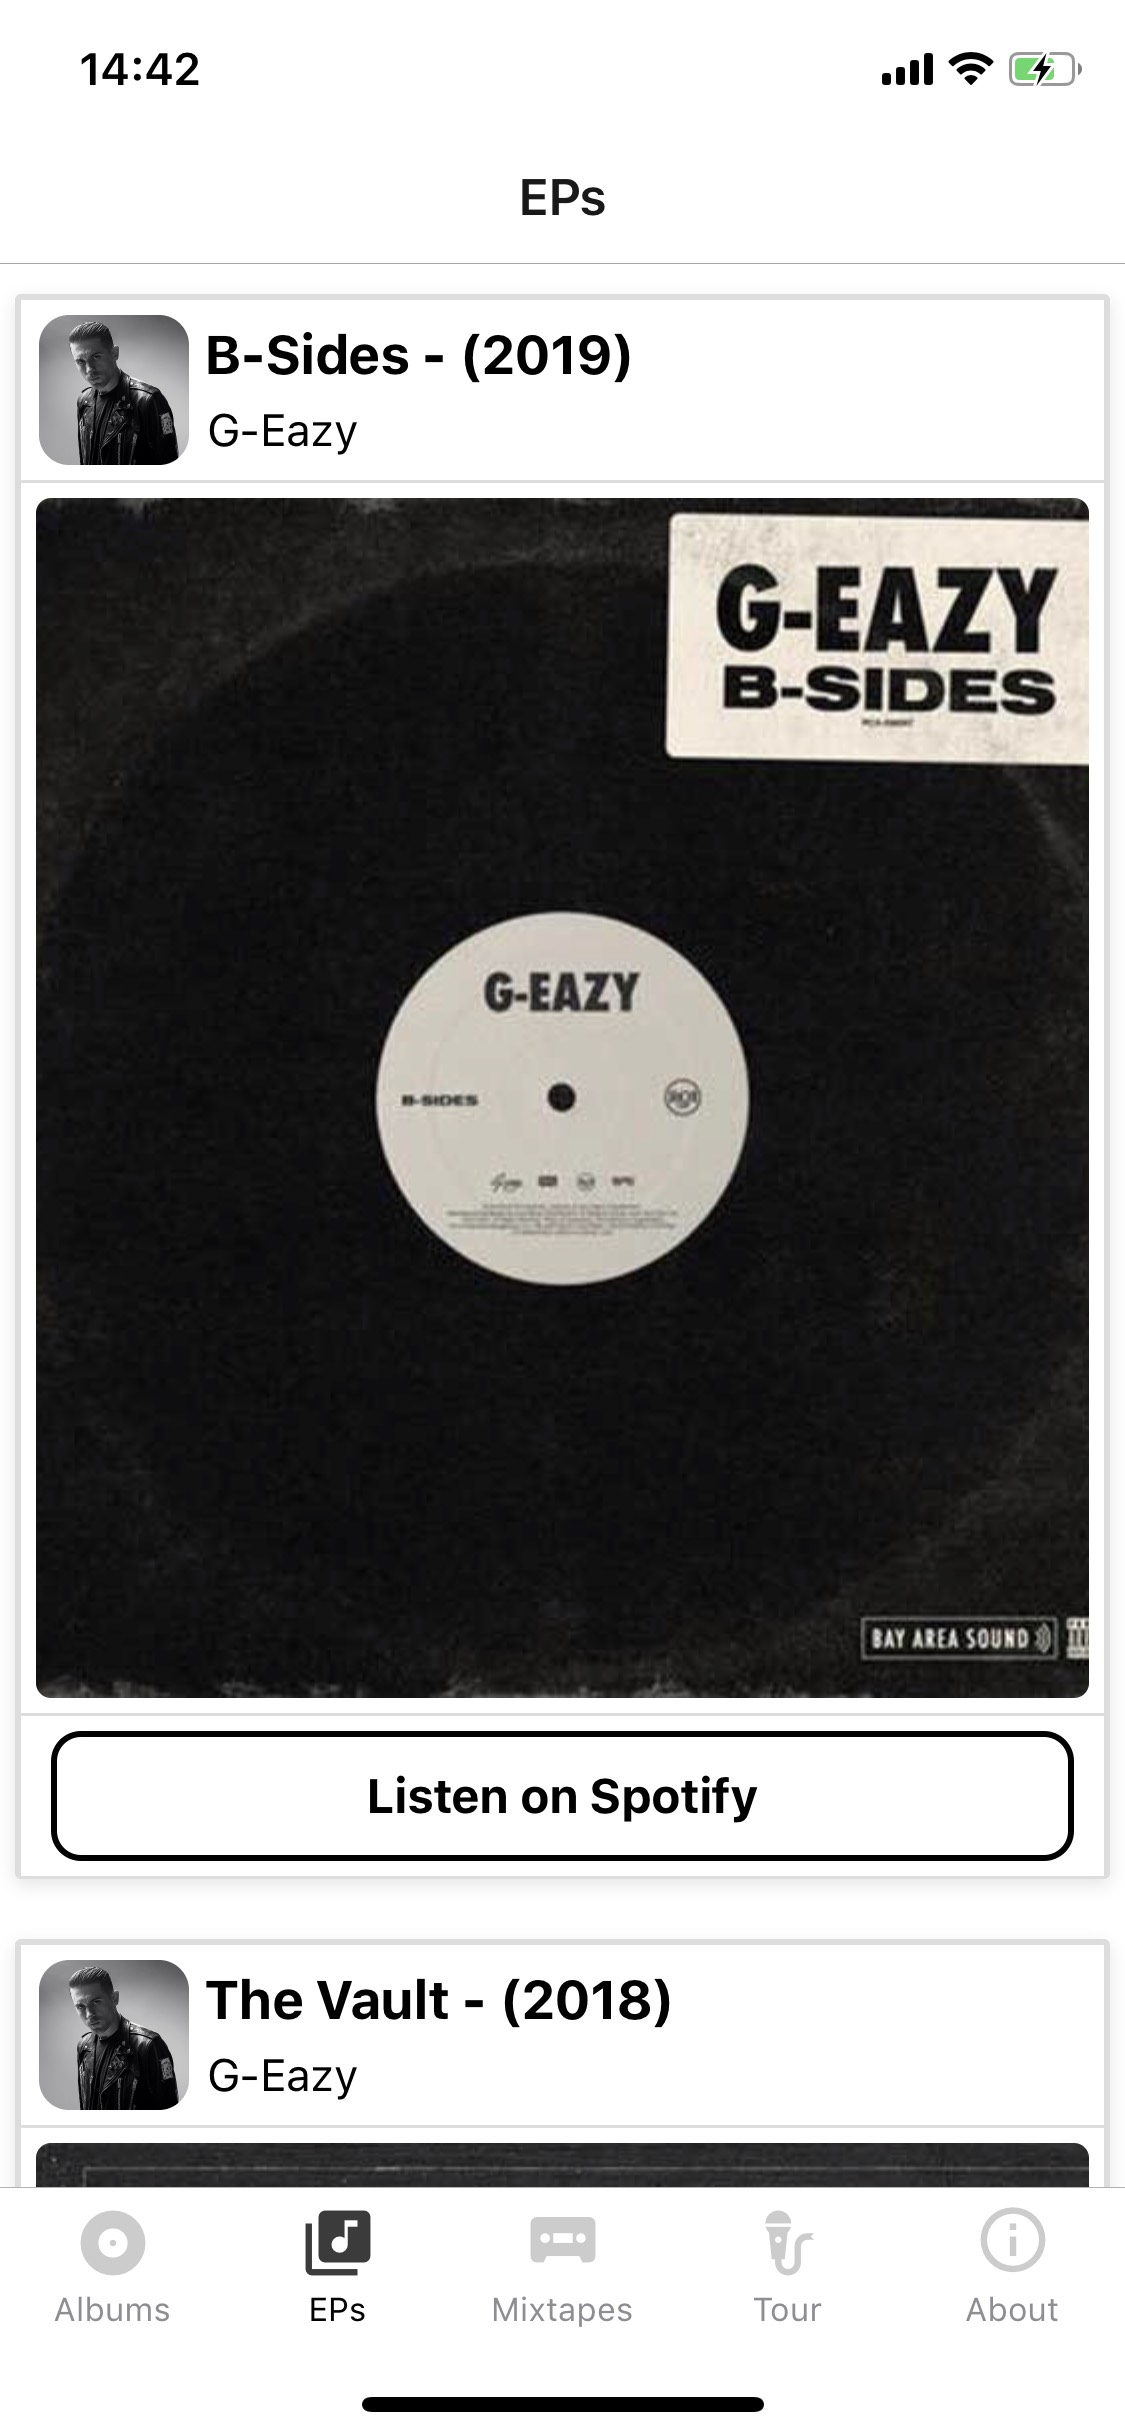 14:42
EPs
B-Sides - (2019)
G-Eazy
G-EAZY
B-SIDES
G-EAZY
B-SIDES
BAY AREA SOUND
Listen on Spotify
The Vault - (2018)
G-Eazy
Albums
EPs
Mixtapes
Tour
About